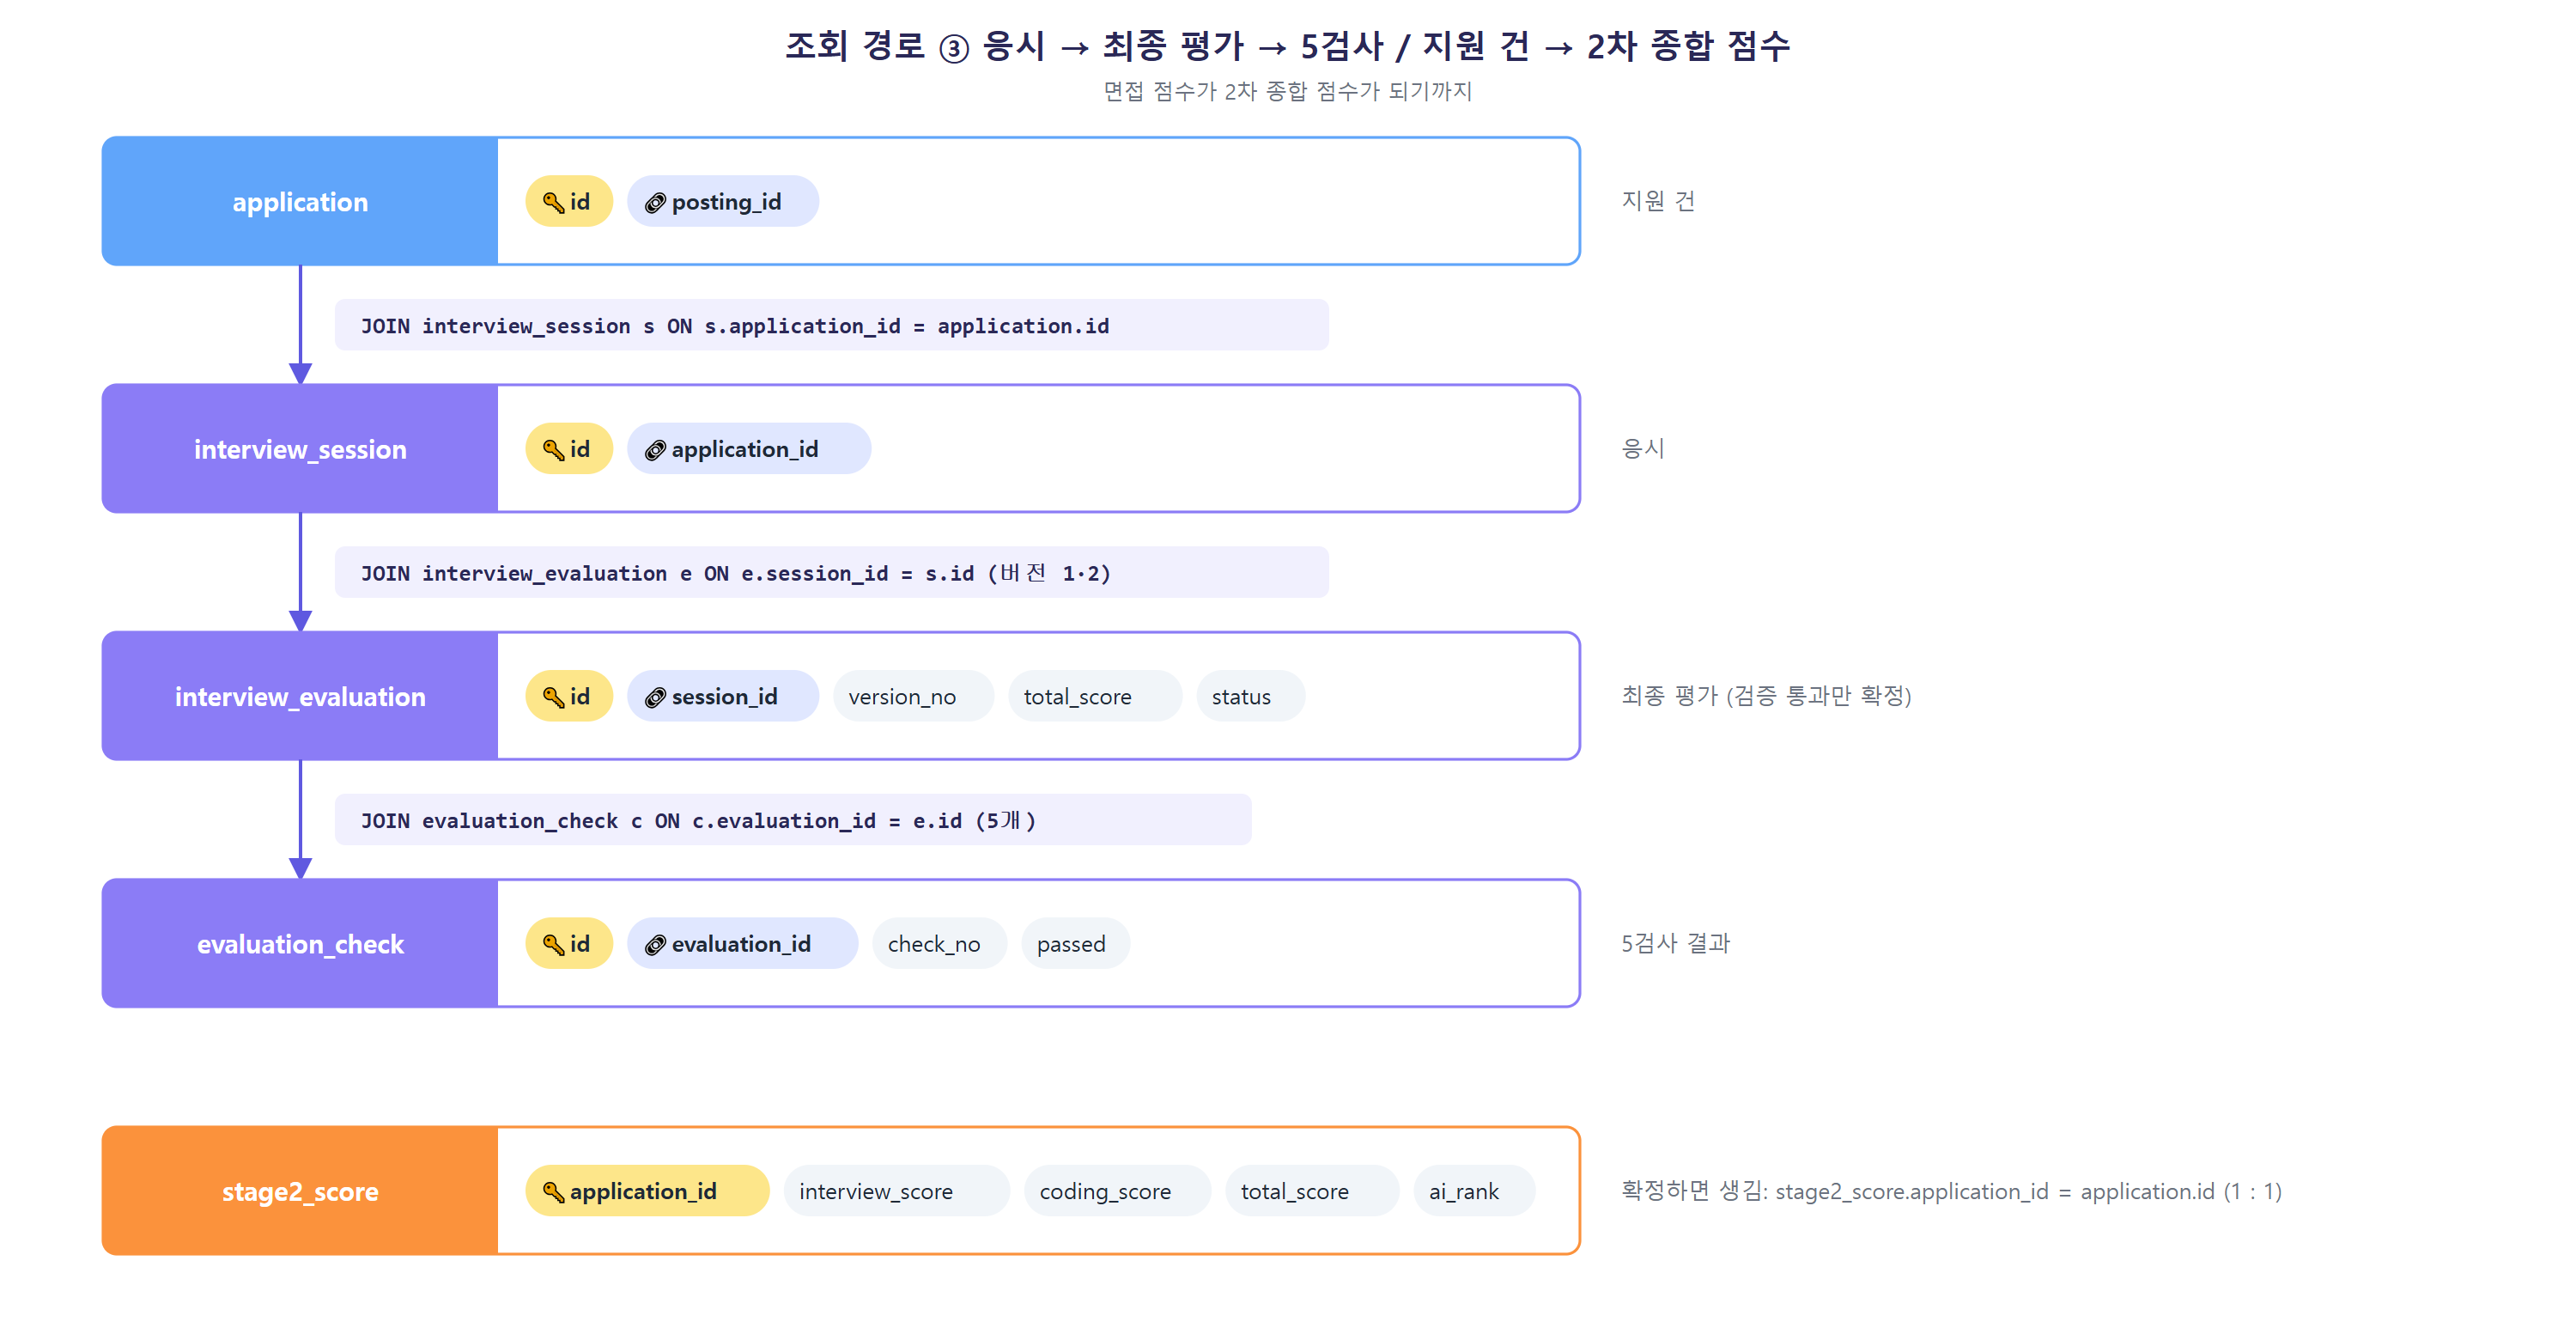 조회 경로 ③ 응시 → 최종 평가 → 5검사 / 지원 건 → 2차 종합 점수
면접 점수가 2차 종합 점수가 되기까지
application
id
posting_id
지원 건
JOIN interview_session s ON s.application_id = application.id
interview_session
id
application_id
응시
JOIN interview_evaluation e ON e.session_id = s.id (버전 1·2)
interview_evaluation
id
session_id
version_no
total_score
status
최종 평가 (검증 통과만 확정)
JOIN evaluation_check c ON c.evaluation_id = e.id (5개)
evaluation_check
id
evaluation_id
check_no
passed
5검사 결과
stage2_score
application_id
interview_score
coding_score
total_score
ai_rank
확정하면 생김: stage2_score.application_id = application.id (1 : 1)